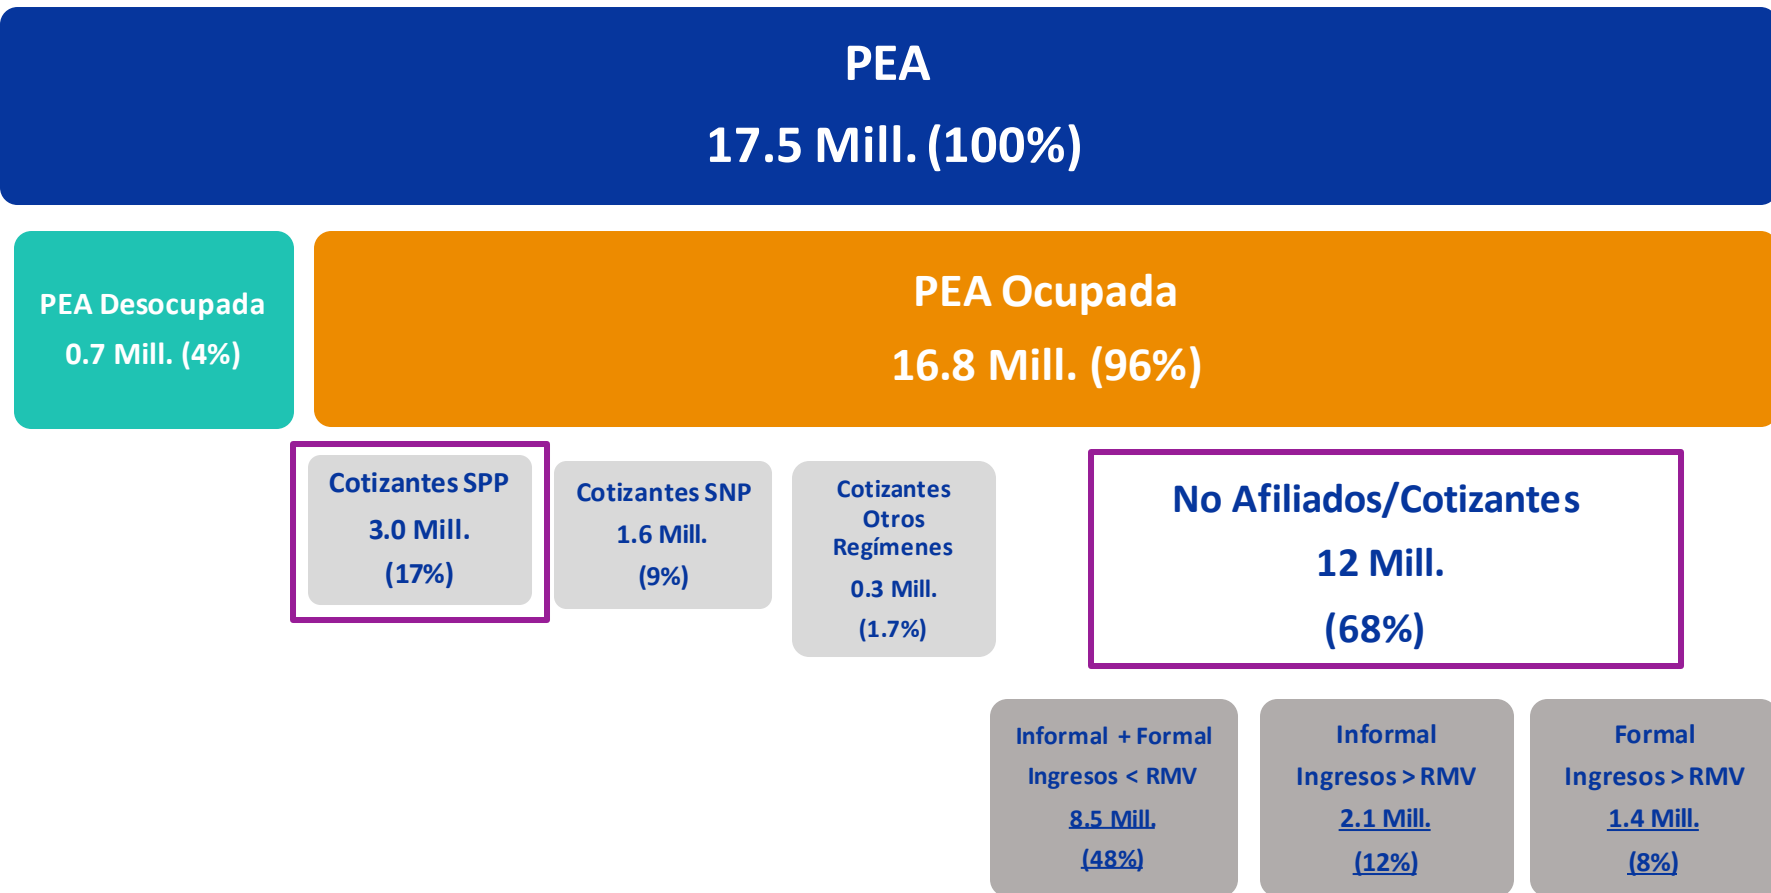 PEA
17.5 Mill. (100%)
PEA Desocupada
0.7 Mill. (4%)
PEA Ocupada
16.8 Mill. (96%)
Cotizantes SPP
3.0 Mill.
(17%)
Cotizantes SNP
1.6 Mill.
(9%)
Cotizantes
Otros
Regímenes
0.3 Mill.
(1.7%)
No Afiliados/Cotizantes
12 Mill.
(68%)
Informal + Formal
Ingresos < RMV
8.5 Mill.
(48%)
Informal
Ingresos > RMV
2.1 Mill.
(12%)
Formal
Ingresos > RMV
1.4 Mill.
(8%)